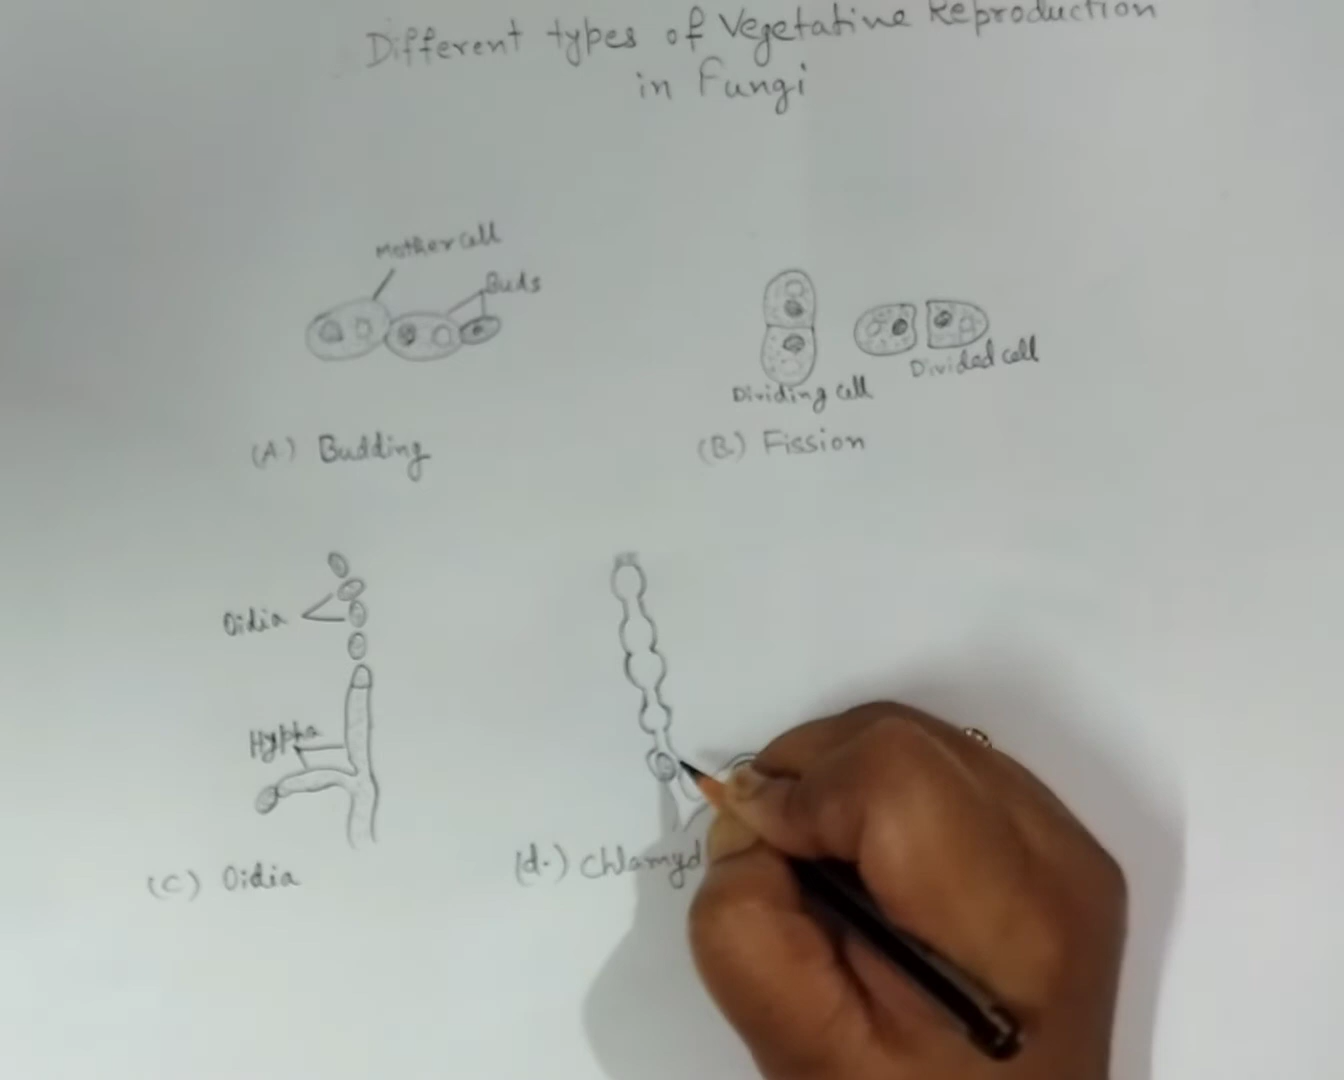 Different types of Vegetative Reproduction
in Fungi
Mother cell
Buds
Dividing cell
Divided cell
(A) Budding
(B) Fission
Oidia
Hypha
(C) Oidia
(d.) Chlamyd